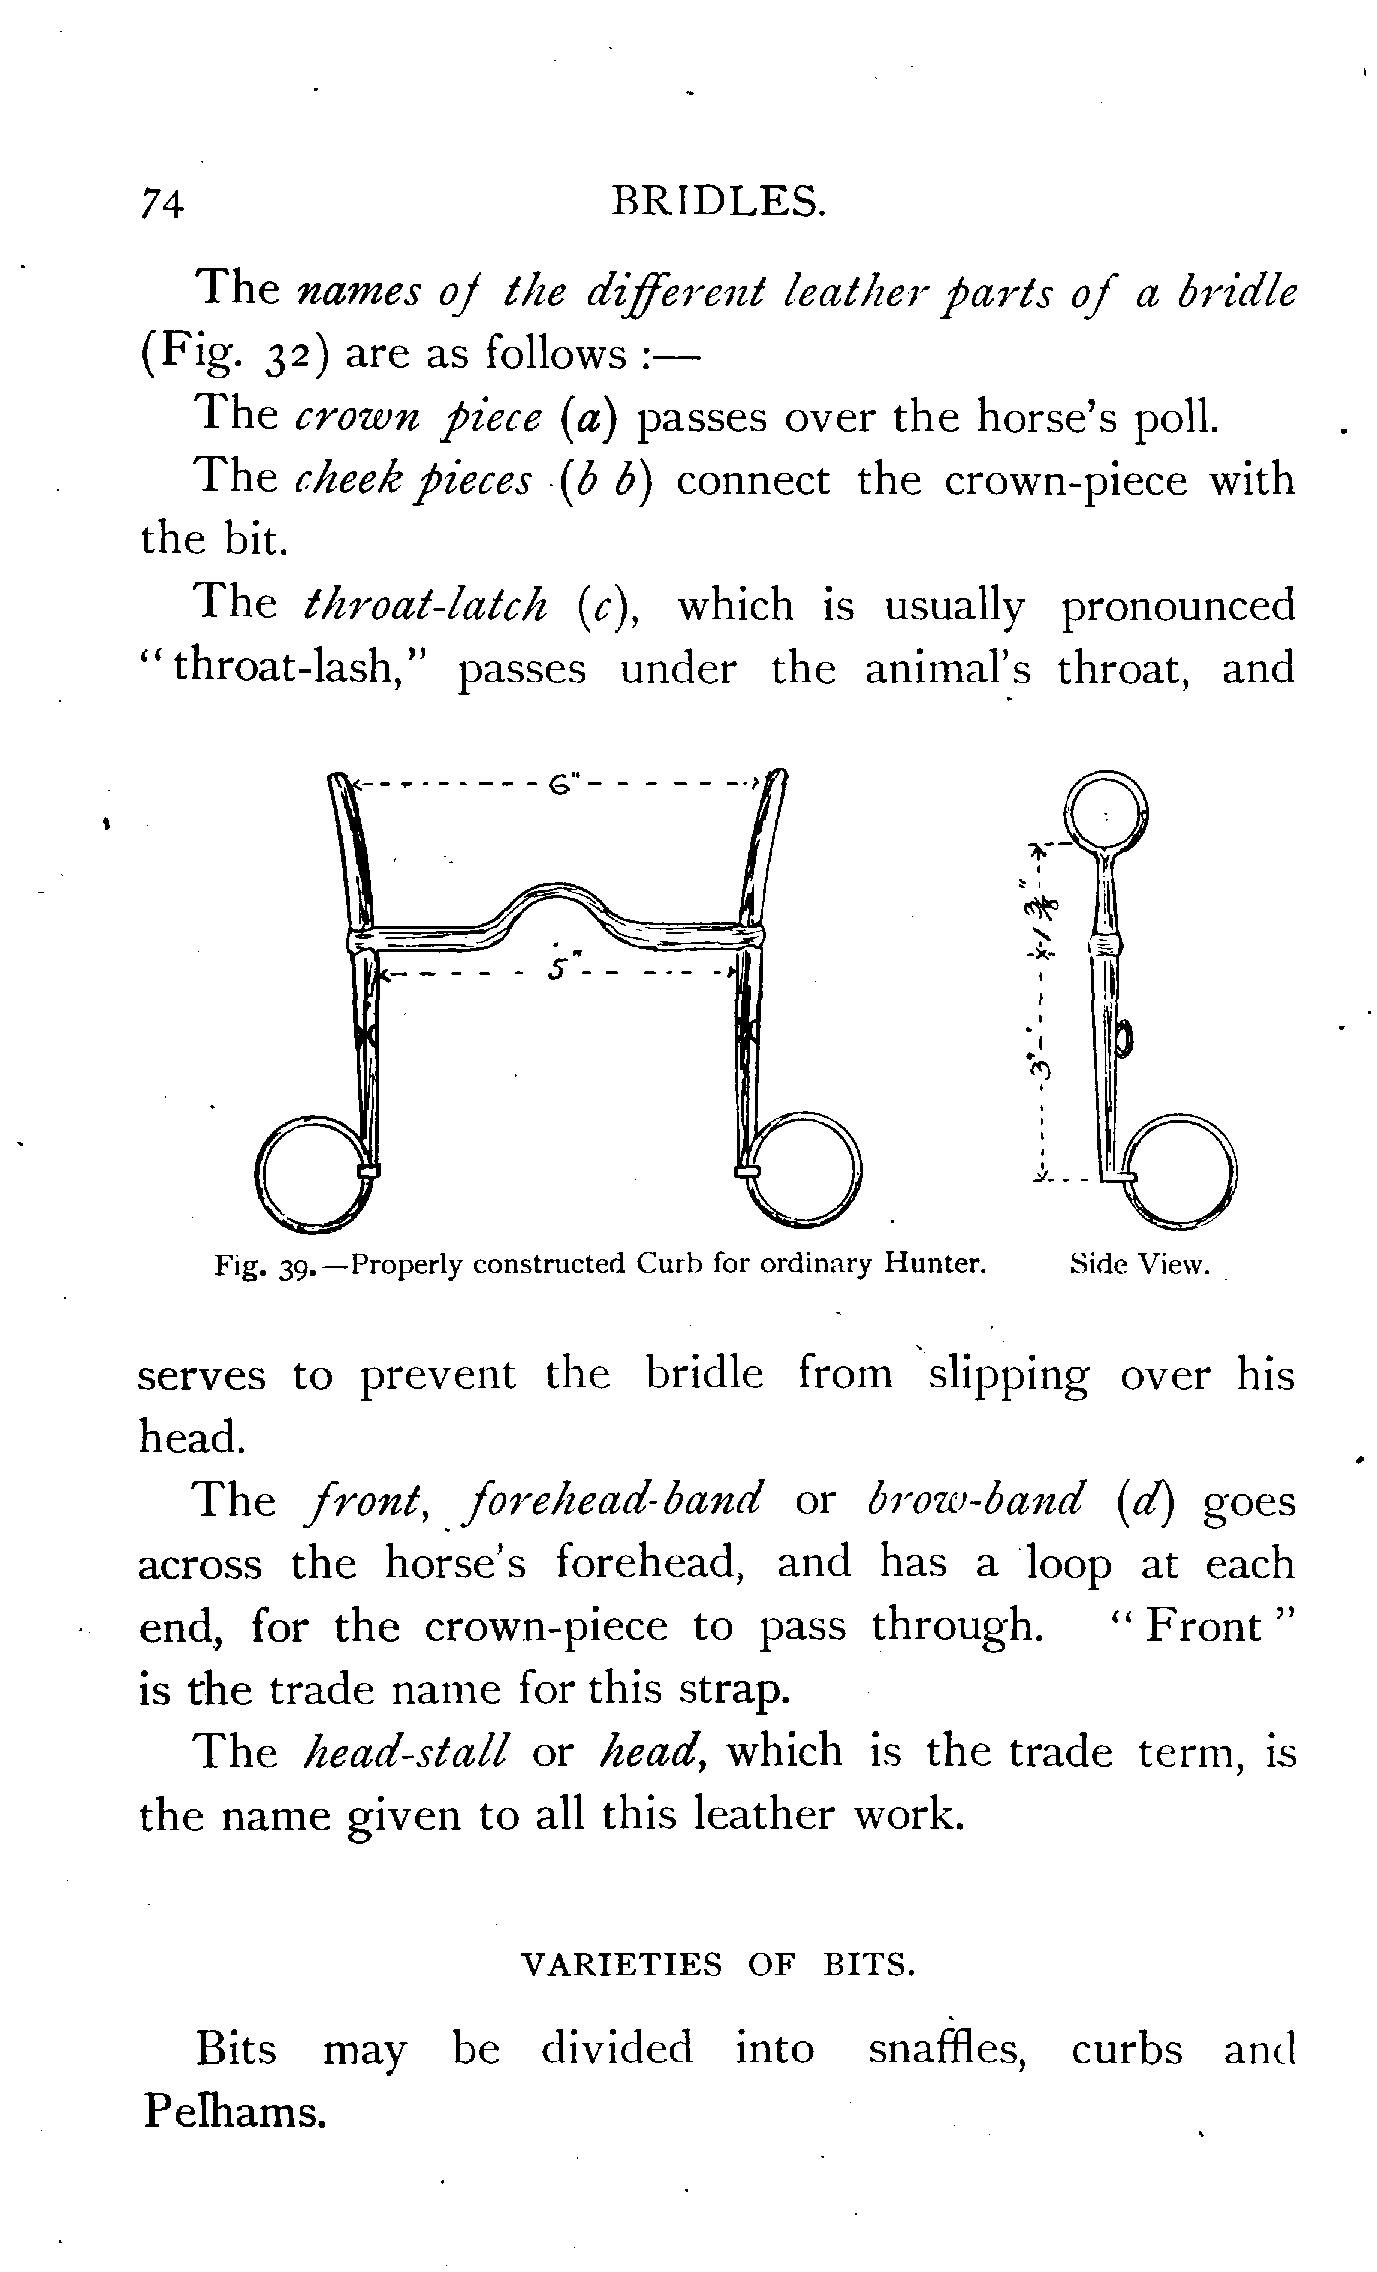 74 BRIDLES.
The names of the different leather parts of a bridle
(Fig. 32) are as follows :—
The crown piece (a) passes over the horse's poll.
The cheek pieces (b b) connect the crown-piece with
the bit.
The throat-latch (c), which is usually pronounced
"throat-lash," passes under the animal's throat, and
6"
5"
1¾"
3"
Fig. 39.—Properly constructed Curb for ordinary Hunter. Side View.
serves to prevent the bridle from slipping over his
head.
The front, forehead-band or brow-band (d) goes
across the horse's forehead, and has a loop at each
end, for the crown-piece to pass through. "Front"
is the trade name for this strap.
The head-stall or head, which is the trade term, is
the name given to all this leather work.
VARIETIES OF BITS.
Bits may be divided into snaffles, curbs and
Pelhams.